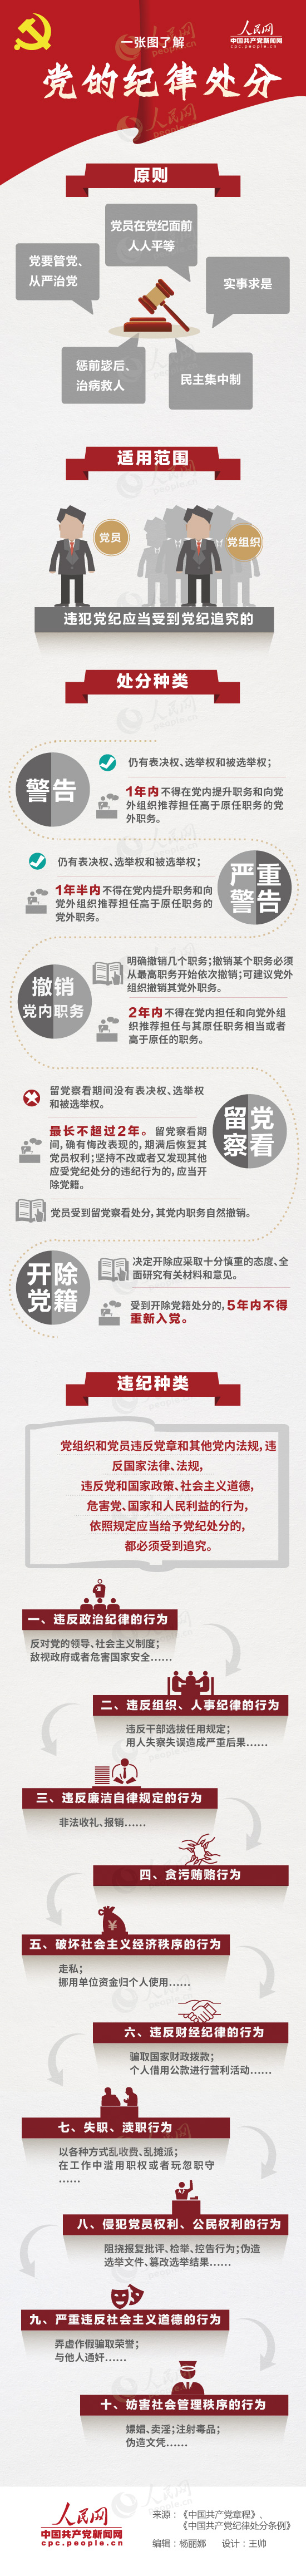 人民网
中国共产党新闻网
cpc.people.cn
一张图了解
党的纪律处分
原则
党员在党纪面前
人人平等
党要管党、
从严治党
实事求是
惩前毖后、
治病救人
民主集中制
适用范围
党员
党组织
违犯党纪应当受到党纪追究的
处分种类
警告
仍有表决权、选举权和被选举权；
1年内不得在党内提升职务和向党
外组织推荐担任高于原任职务的党
外职务。
严重
警告
仍有表决权、选举权和被选举权；
1年半内不得在党内提升职务和向
党外组织推荐担任高于原任职务的
党外职务。
撤销
党内职务
明确撤销几个职务；撤销某个职务必须
从最高职务开始依次撤销；可建议党外
组织撤销其党外职务。
2年内不得在党内担任和向党外组
织推荐担任与其原任职务相当或者
高于原任的职务。
留党
察看
留党察看期间没有表决权、选举权
和被选举权。
最长不超过2年。留党察看期
间，确有悔改表现的，期满后恢复其
党员权利；坚持不改或者又发现其他
应受党纪处分的违纪行为的，应当开
除党籍。
党员受到留党察看处分，其党内职务自然撤销。
开除
党籍
决定开除应采取十分慎重的态度、全
面研究有关材料和意见。
受到开除党籍处分的，5年内不得
重新入党。
违纪种类
党组织和党员违反党章和其他党内法规，违
反国家法律、法规，
违反党和国家政策、社会主义道德，
危害党、国家和人民利益的行为，
依照规定应当给予党纪处分的，
都必须受到追究。
一、违反政治纪律的行为
反对党的领导、社会主义制度；
敌视政府或者危害国家安全……
二、违反组织、人事纪律的行为
违反干部选拔任用规定；
用人失察失误造成严重后果……
三、违反廉洁自律规定的行为
非法收礼、报销……
四、贪污贿赂行为
五、破坏社会主义经济秩序的行为
走私；
挪用单位资金归个人使用……
六、违反财经纪律的行为
骗取国家财政拨款；
个人借用公款进行营利活动……
七、失职、渎职行为
以各种方式乱收费、乱摊派；
在工作中滥用职权或者玩忽职守
……
八、侵犯党员权利、公民权利的行为
阻挠报复批评、检举、控告行为；伪造
选举文件、篡改选举结果……
九、严重违反社会主义道德的行为
弄虚作假骗取荣誉；
与他人通奸……
十、妨害社会管理秩序的行为
嫖娼、卖淫；注射毒品；
伪造文凭……
人民网
中国共产党新闻网
cpc.people.com.cn
来源：《中国共产党章程》、
《中国共产党纪律处分条例》
编辑：杨丽娜 设计：王帅